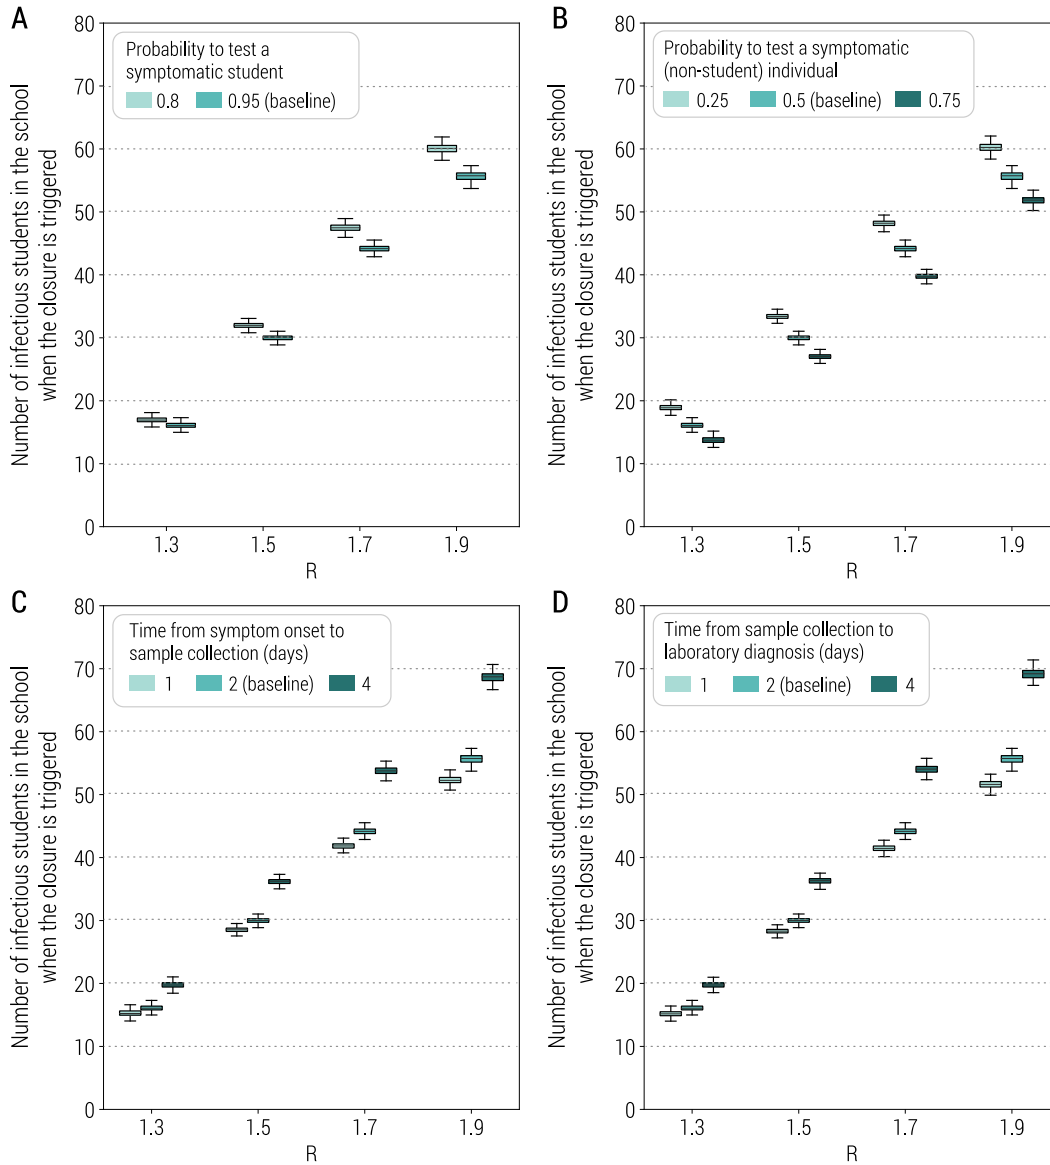 A
Number of infectious students in the school
when the closure is triggered
80
70
60
50
40
30
20
10
0
Probability to test a
symptomatic student
0.8 0.95 (baseline)
1.3 1.5 1.7 1.9
R
B
Number of infectious students in the school
when the closure is triggered
80
70
60
50
40
30
20
10
0
Probability to test a symptomatic
(non-student) individual
0.25 0.5 (baseline) 0.75
1.3 1.5 1.7 1.9
R
C
Number of infectious students in the school
when the closure is triggered
80
70
60
50
40
30
20
10
0
Time from symptom onset to
sample collection (days)
1 2 (baseline) 4
1.3 1.5 1.7 1.9
R
D
Number of infectious students in the school
when the closure is triggered
80
70
60
50
40
30
20
10
0
Time from sample collection to
laboratory diagnosis (days)
1 2 (baseline) 4
1.3 1.5 1.7 1.9
R